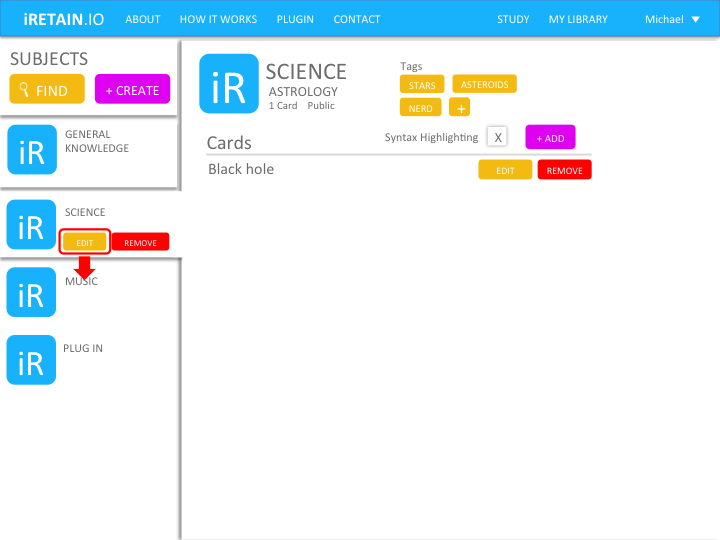 iRETAIN.IO ABOUT HOW IT WORKS PLUGIN CONTACT STUDY MY LIBRARY Michael
SUBJECTS
FIND + CREATE
iR GENERAL
KNOWLEDGE
iR SCIENCE
EDIT REMOVE
iR MUSIC
iR PLUG IN
iR SCIENCE
ASTROLOGY
1 Card Public
Tags
STARS ASTEROIDS
NERD +
Cards Syntax Highlighting X + ADD
Black hole EDIT REMOVE